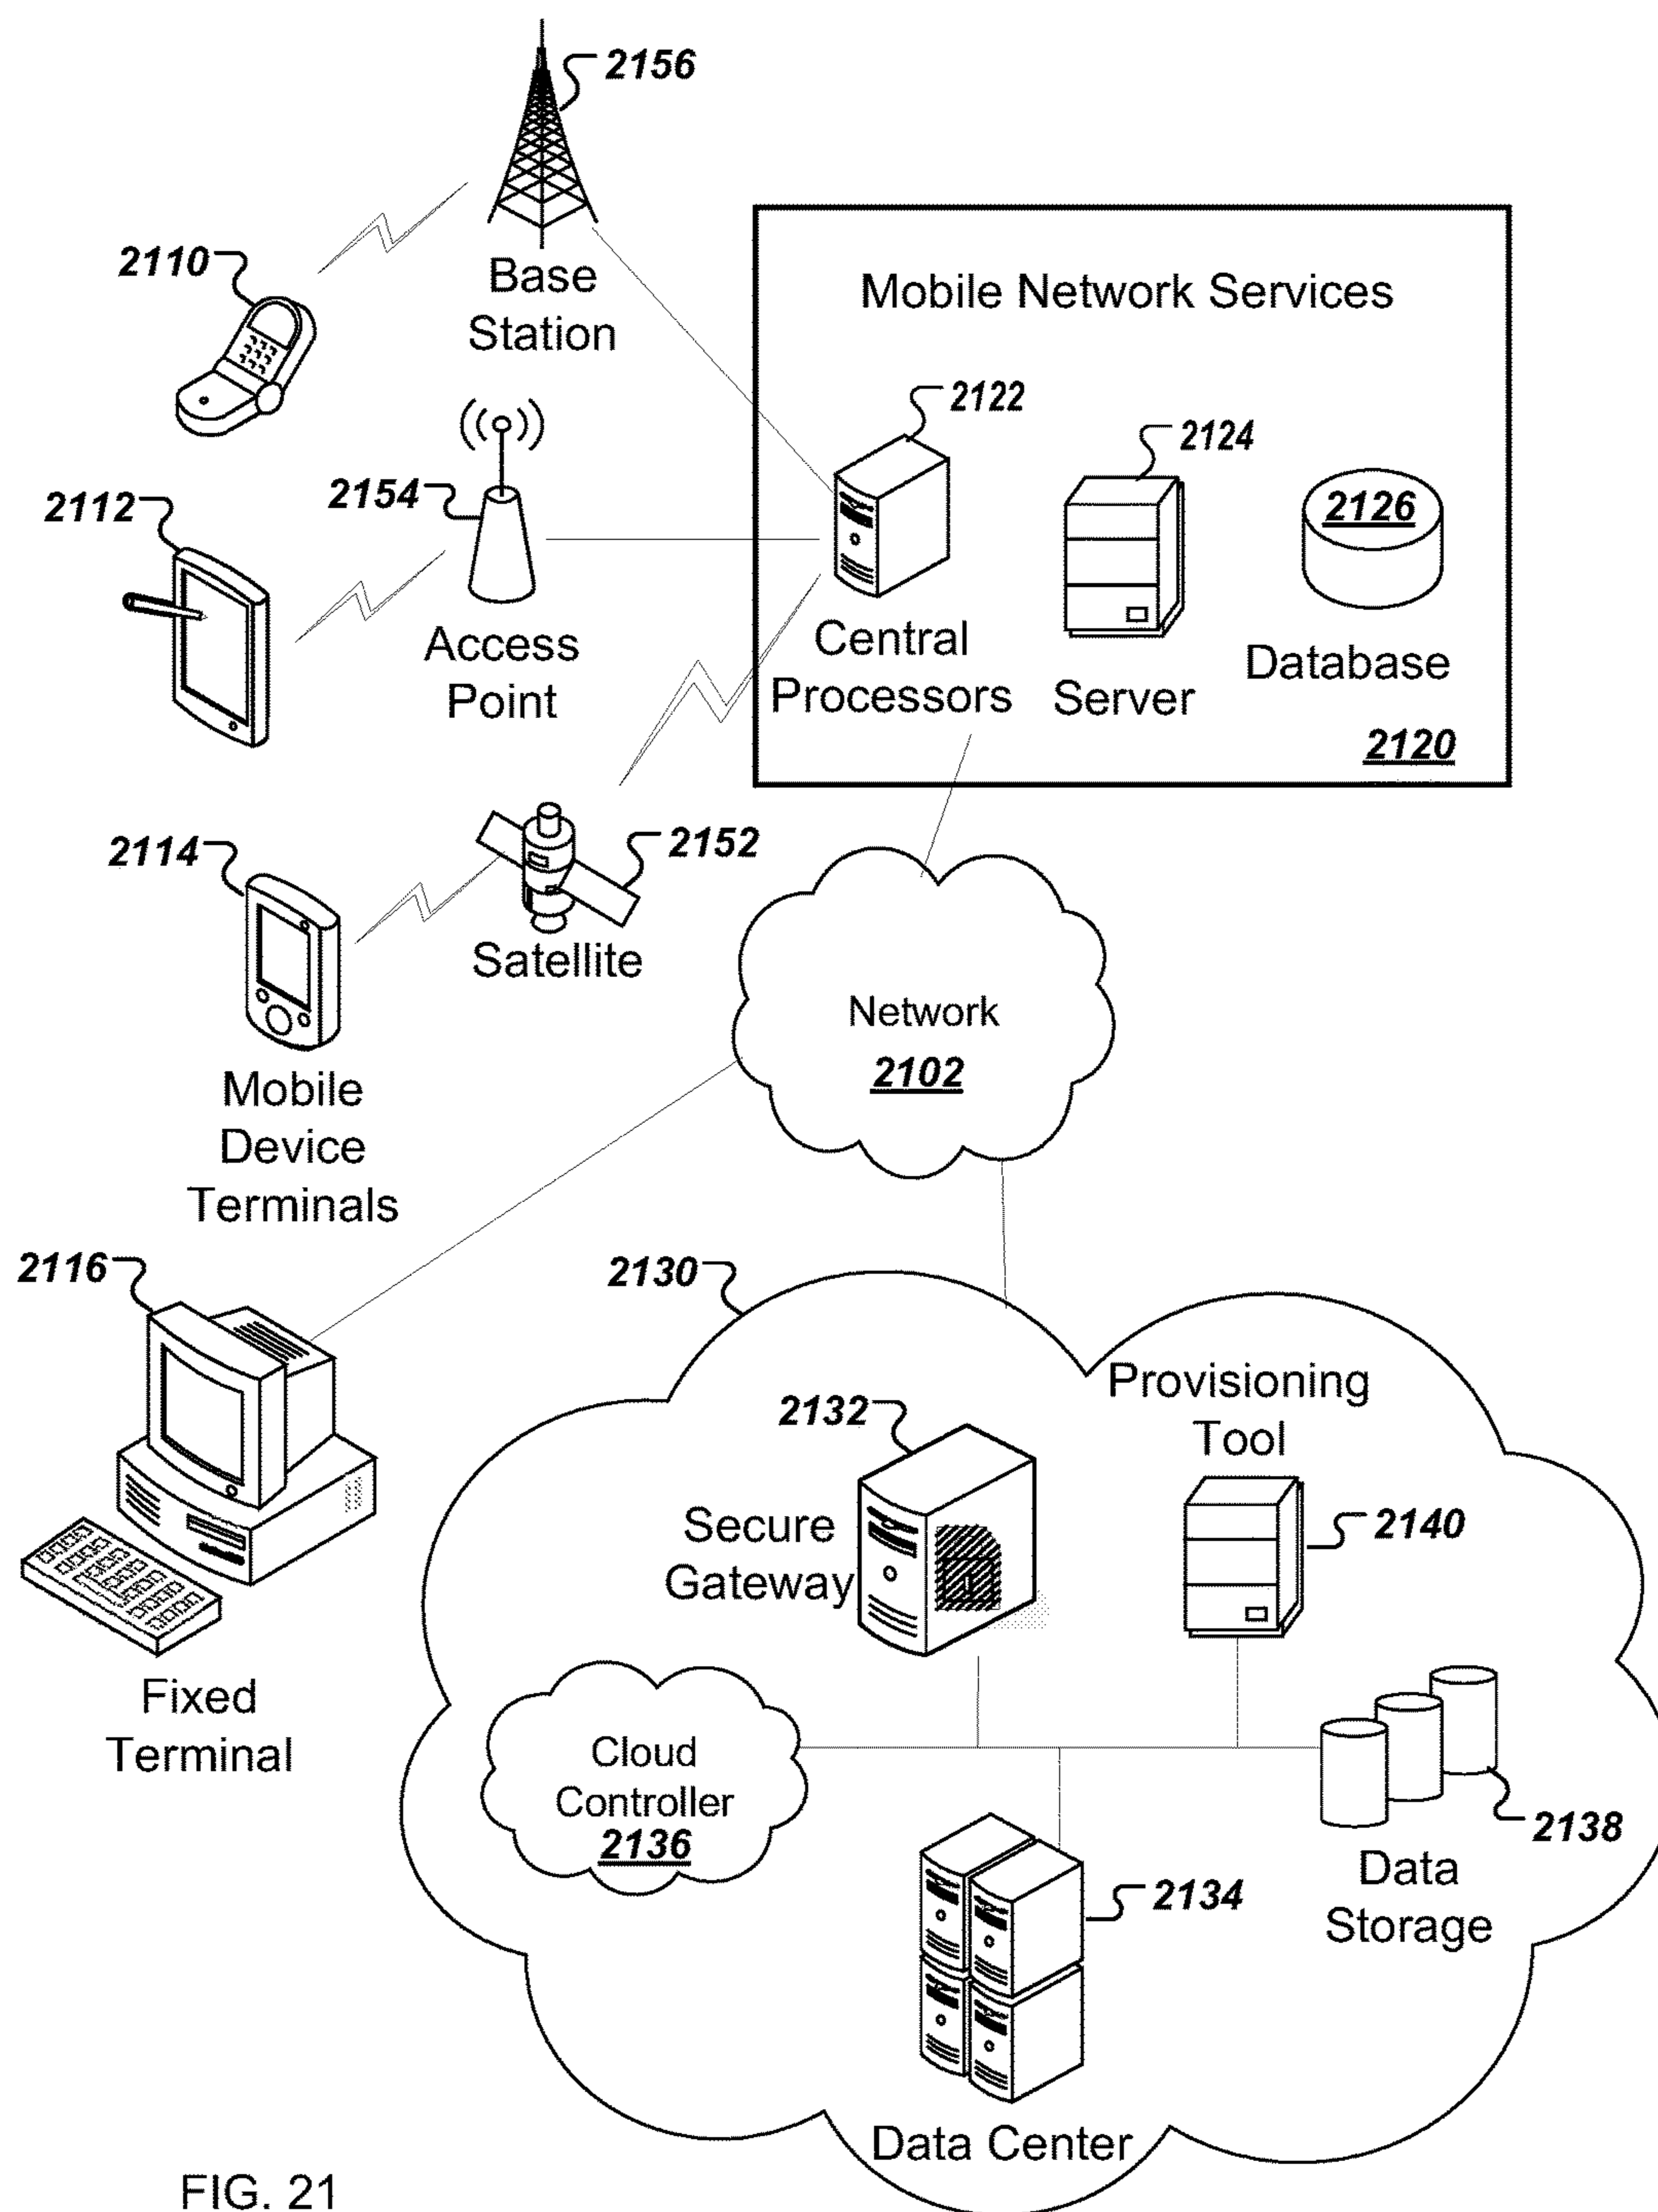 2156
Base
Station
2110
Mobile Network Services
2122
2124
2126
2112
2154
Access
Point
Central
Processors
Server
Database
2120
2114
2152
Satellite
Mobile
Device
Terminals
Network
2102
2116
Fixed
Terminal
2130
Provisioning
Tool
2132
Secure
Gateway
2140
Cloud
Controller
2136
2138
Data
Storage
2134
Data Center
FIG. 21